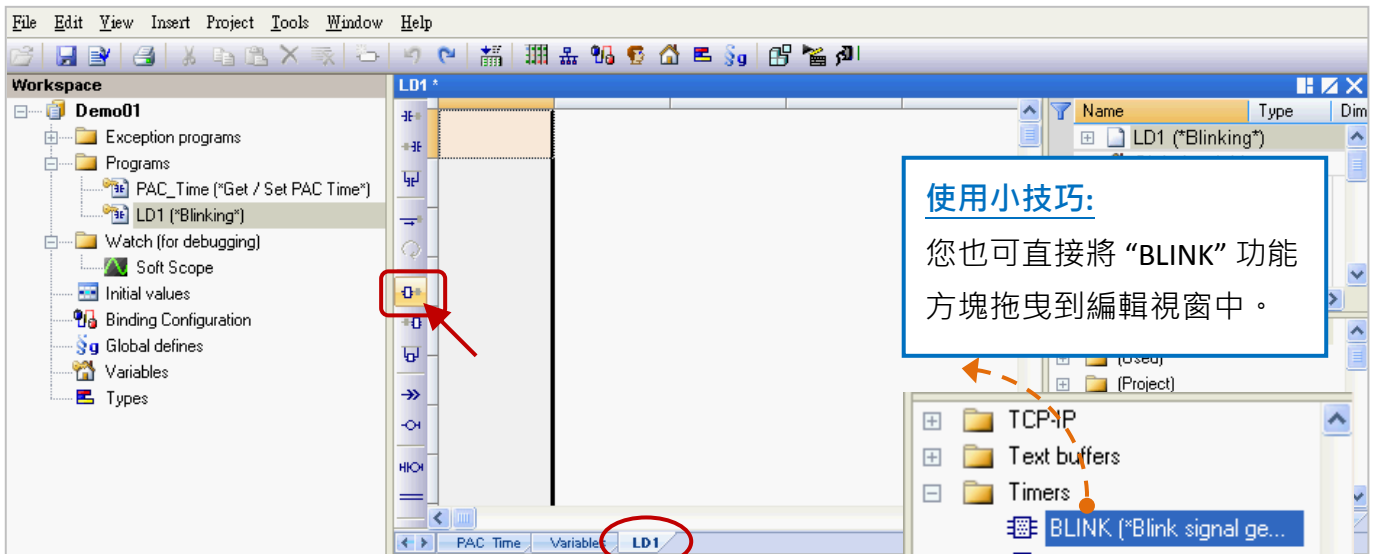 File Edit View Insert Project Tools Window Help
Workspace
Demo01
Exception programs
Programs
PAC_Time (*Get / Set PAC Time*)
LD1 (*Blinking*)
Watch (for debugging)
Soft Scope
Initial values
Binding Configuration
Global defines
Variables
Types
LD1 *
Name Type Dim
LD1 (*Blinking*)
使用小技巧:
您也可直接將 “BLINK” 功能
方塊拖曳到編輯視窗中。
(Used)
(Project)
TCP-IP
Text buffers
Timers
BLINK (*Blink signal ge...
PAC_Time Variables LD1